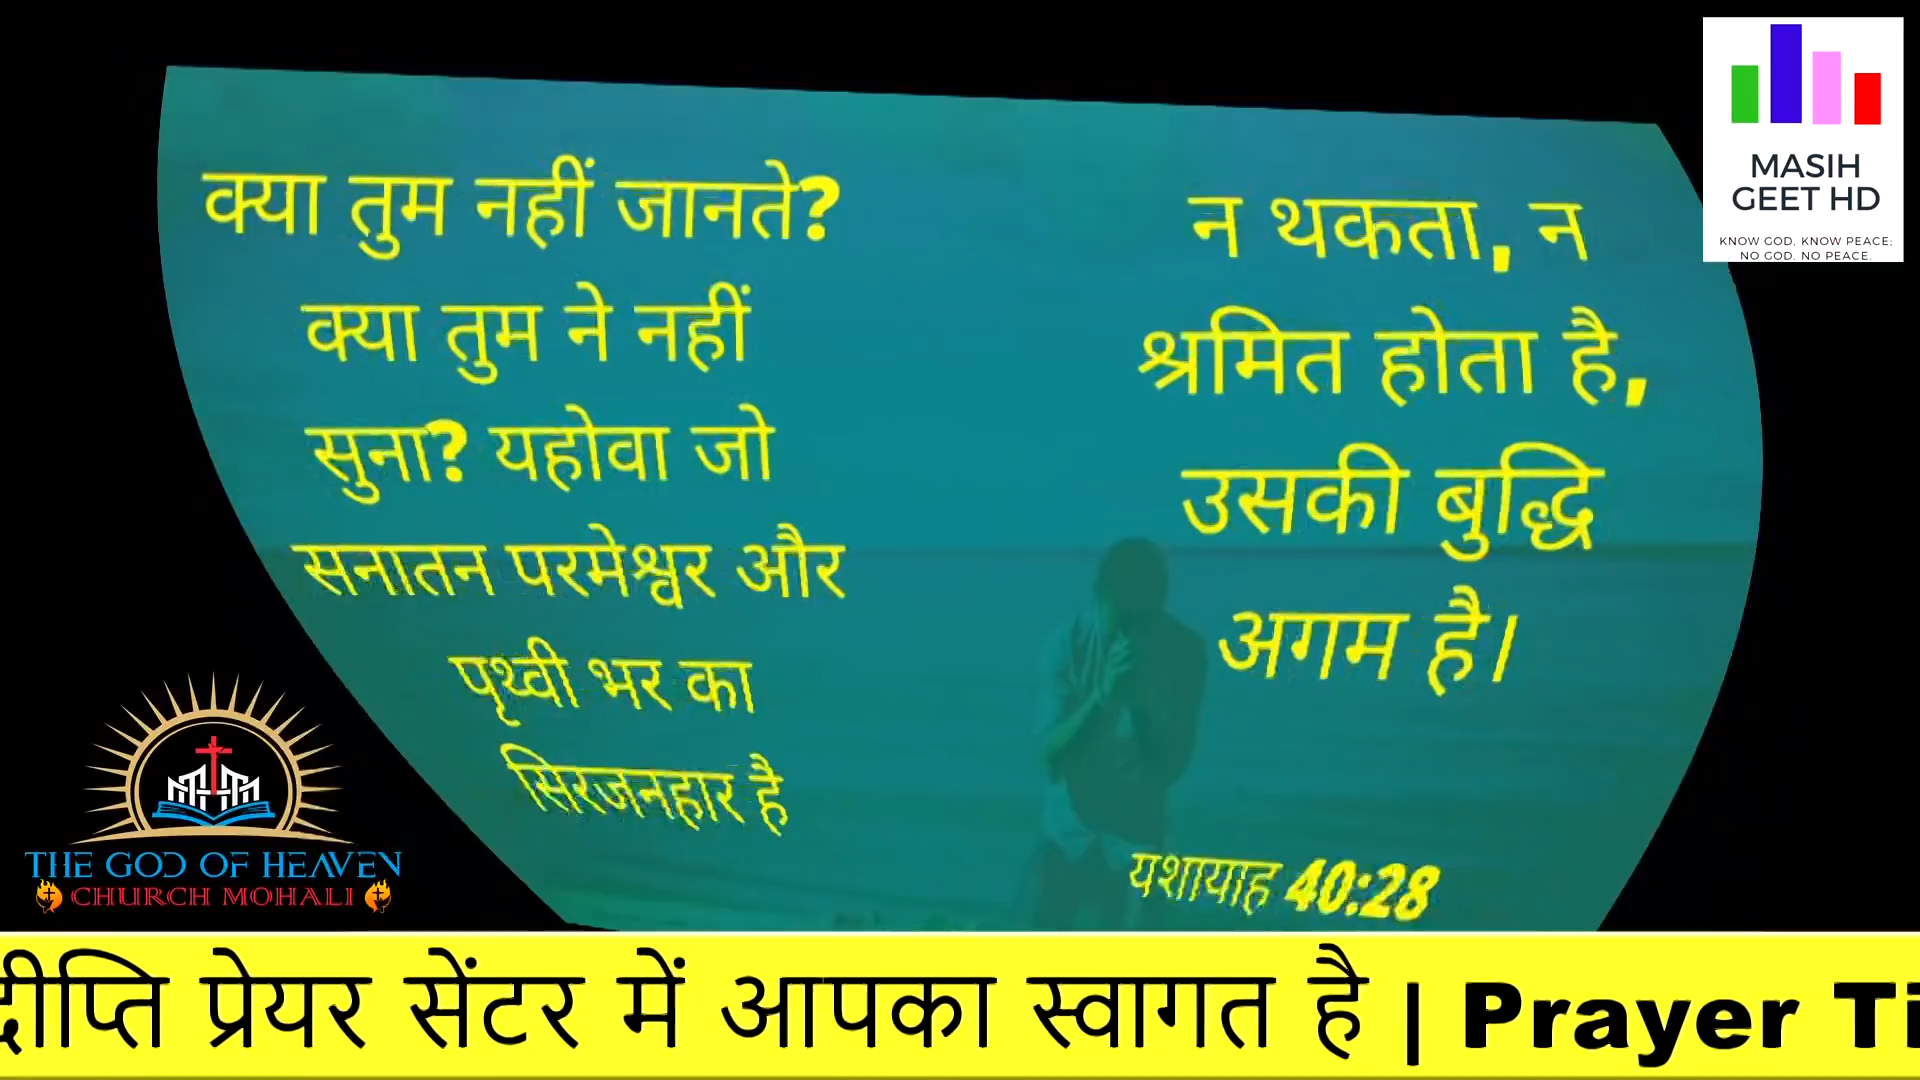 क्या तुम नहीं जानते?
क्या तुम ने नहीं
सुना? यहोवा जो
सनातन परमेश्वर और
पृथ्वी भर का
सिरजनहार है
न थकता, न
श्रमित होता है,
उसकी बुद्धि
अगम है।
यशायाह 40:28
MASIH
GEET HD
KNOW GOD, KNOW PEACE;
NO GOD, NO PEACE.
THE GOD OF HEAVEN
CHURCH MOHALI
दीप्ति प्रेयर सेंटर में आपका स्वागत है | Prayer Ti